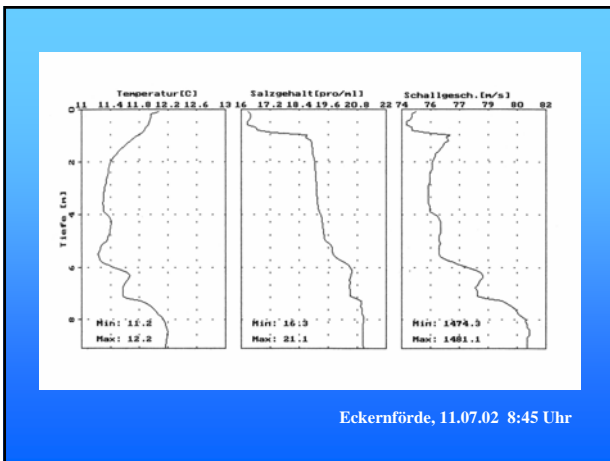 Temperatur[C] Salzgehalt[pro/ml] Schallgesch.[m/s]
11 11.4 11.8 12.2 12.6 13 16 17.2 18.4 19.6 20.8 22 74 76 77 79 80 82
0
2
4
6
8
Tiefe [m]
Min: 11.2 Min: 16.3 Min: 1474.3
Max: 12.2 Max: 21.1 Max: 1481.1
Eckernförde, 11.07.02 8:45 Uhr